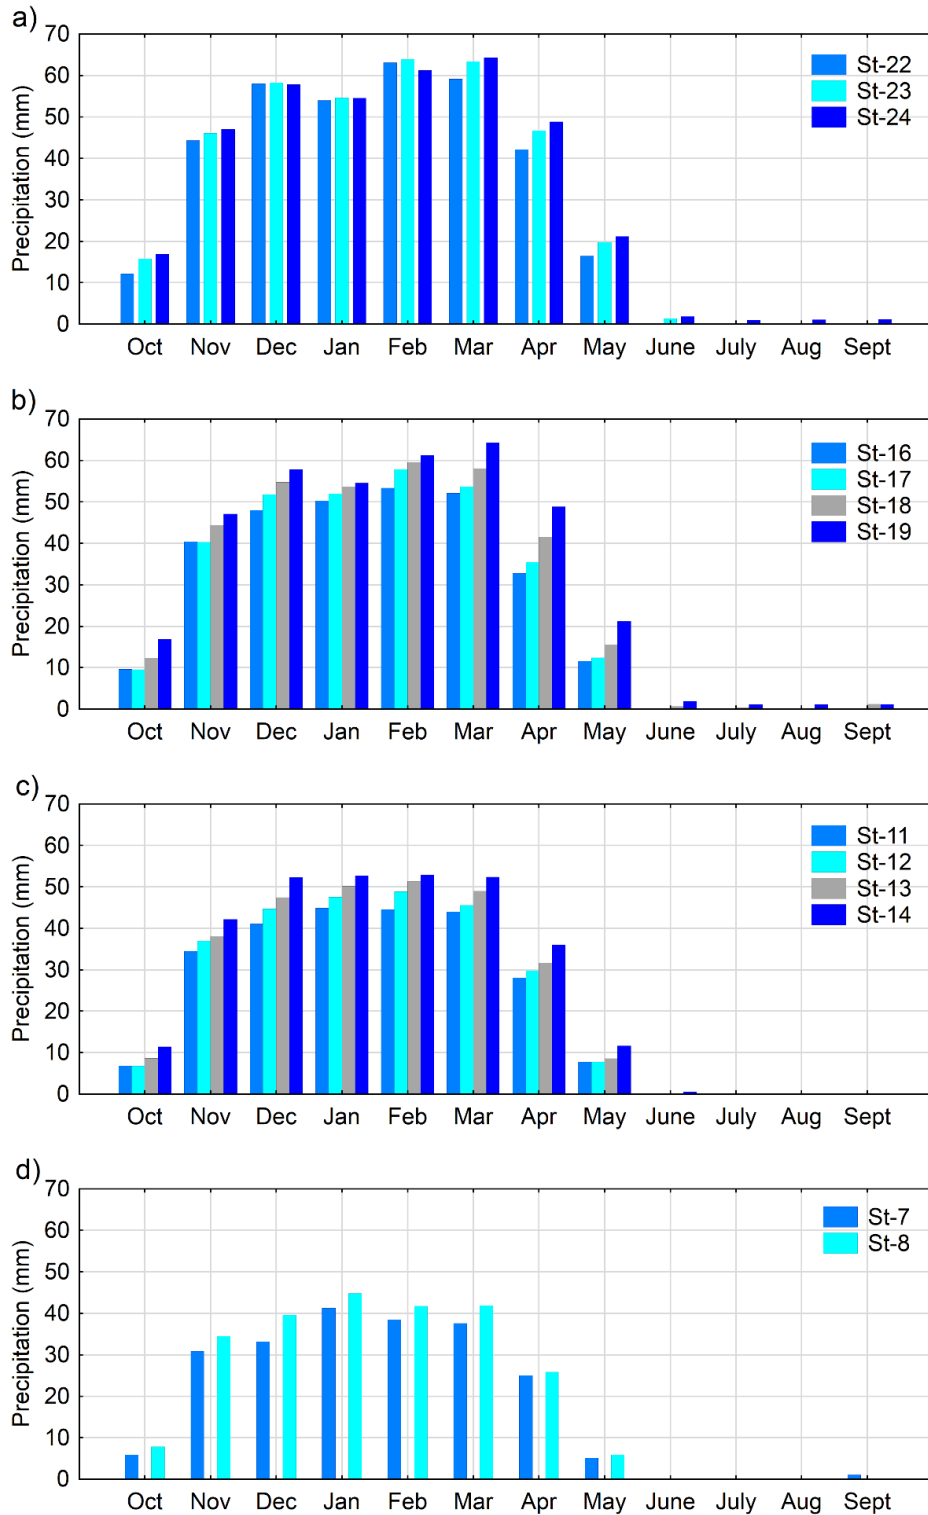 a)
Precipitation (mm)
70
60
50
40
30
20
10
0
St-22
St-23
St-24
Oct Nov Dec Jan Feb Mar Apr May June July Aug Sept
b)
Precipitation (mm)
70
60
50
40
30
20
10
0
St-16
St-17
St-18
St-19
Oct Nov Dec Jan Feb Mar Apr May June July Aug Sept
c)
Precipitation (mm)
70
60
50
40
30
20
10
0
St-11
St-12
St-13
St-14
Oct Nov Dec Jan Feb Mar Apr May June July Aug Sept
d)
Precipitation (mm)
70
60
50
40
30
20
10
0
St-7
St-8
Oct Nov Dec Jan Feb Mar Apr May June July Aug Sept